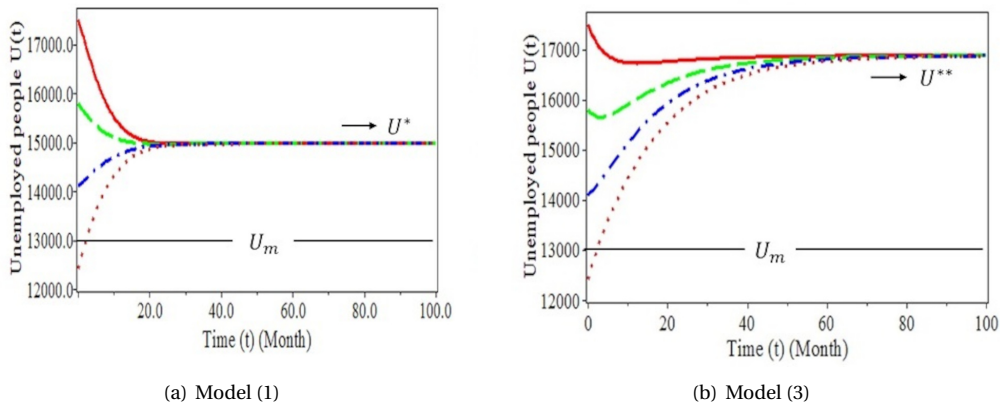 Unemployed people U(t)
17000.0
16000.0
15000.0
14000.0
13000.0
12000.0
U*
U_m
20.0 40.0 60.0 80.0 100.0
Time (t) (Month)
(a) Model (1)
Unemployed people U(t)
17000
16000
15000
14000
13000
12000
U**
U_m
0 20 40 60 80 100
Time (t) (Month)
(b) Model (3)